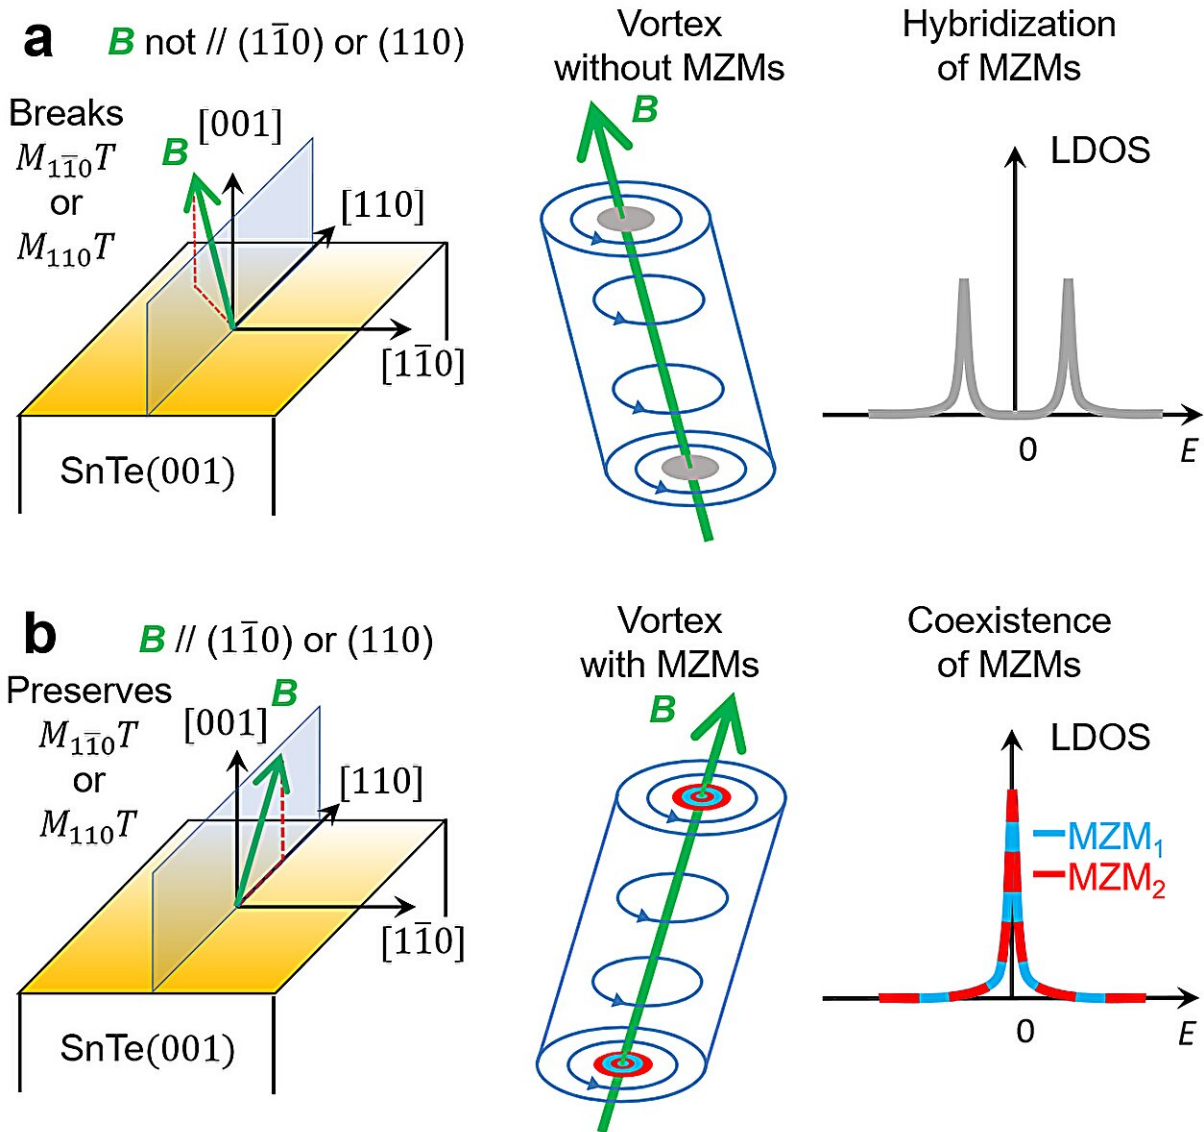 a
B not // (11̅0) or (110)
Breaks
M₁₁̅₀T
or
M₁₁₀T
B
[001]
[110]
[11̅0]
SnTe(001)
Vortex
without MZMs
B
Hybridization
of MZMs
LDOS
0
E
b
B // (11̅0) or (110)
Preserves
M₁₁̅₀T
or
M₁₁₀T
[001]
B
[110]
[11̅0]
SnTe(001)
Vortex
with MZMs
B
Coexistence
of MZMs
LDOS
MZM₁
MZM₂
0
E